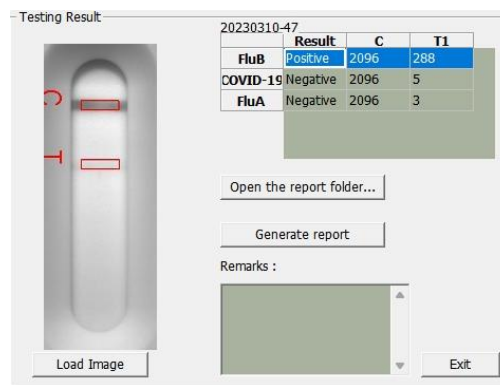 Testing Result
20230310-47
Result C T1
FluB Positive 2096 288
COVID-19 Negative 2096 5
FluA Negative 2096 3
C
T
Open the report folder...
Generate report
Remarks :
Load Image
Exit